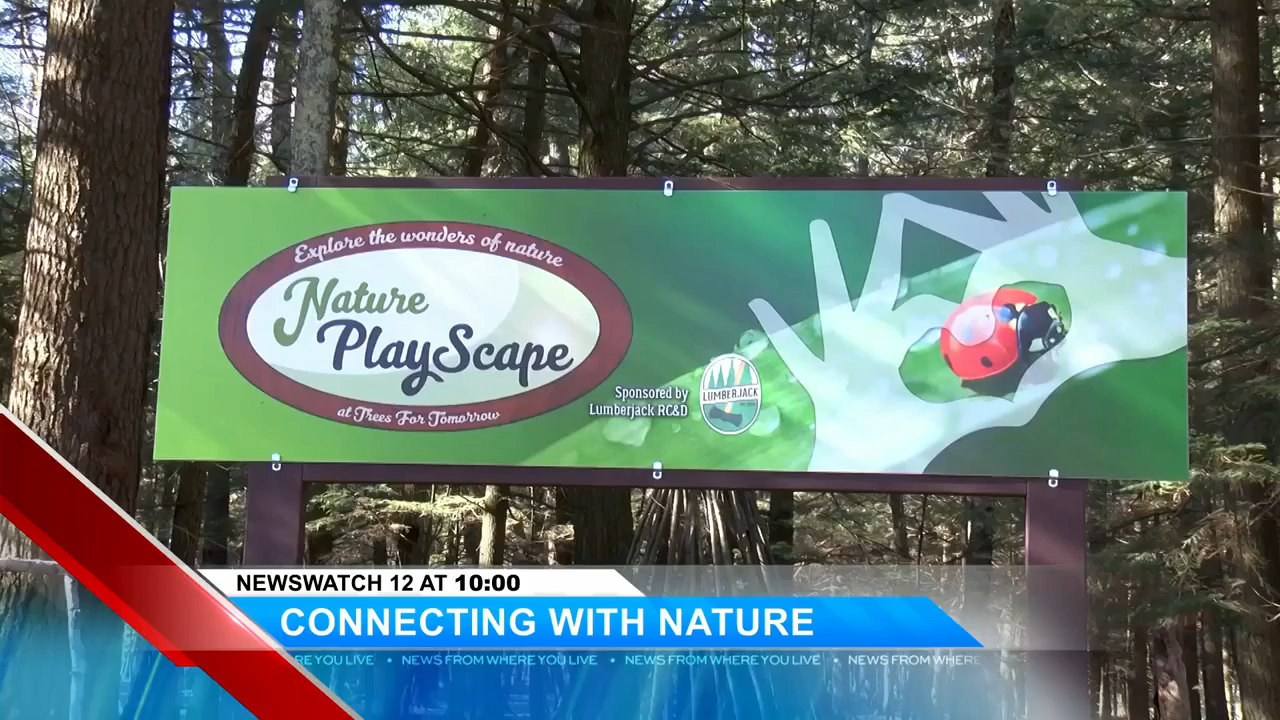 Explore the wonders of nature
Nature
PlayScape
at Trees For Tomorrow
Sponsored by
Lumberjack RC&D
LUMBERJACK
NEWSWATCH 12 AT 10:00
CONNECTING WITH NATURE
RE YOU LIVE • NEWS FROM WHERE YOU LIVE • NEWS FROM WHERE YOU LIVE • NEWS FROM WHERE